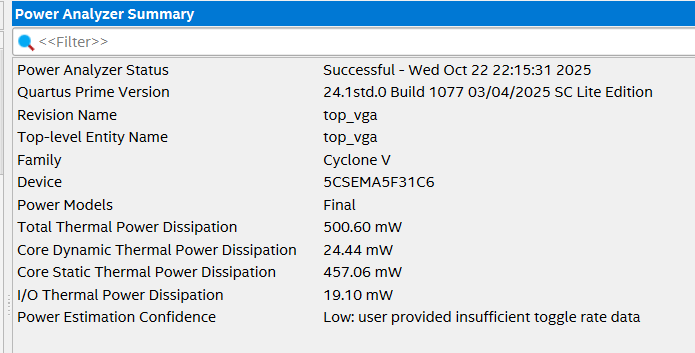 Power Analyzer Summary
<<Filter>>
Power Analyzer Status Successful - Wed Oct 22 22:15:31 2025
Quartus Prime Version 24.1std.0 Build 1077 03/04/2025 SC Lite Edition
Revision Name top_vga
Top-level Entity Name top_vga
Family Cyclone V
Device 5CSEMA5F31C6
Power Models Final
Total Thermal Power Dissipation 500.60 mW
Core Dynamic Thermal Power Dissipation 24.44 mW
Core Static Thermal Power Dissipation 457.06 mW
I/O Thermal Power Dissipation 19.10 mW
Power Estimation Confidence Low: user provided insufficient toggle rate data